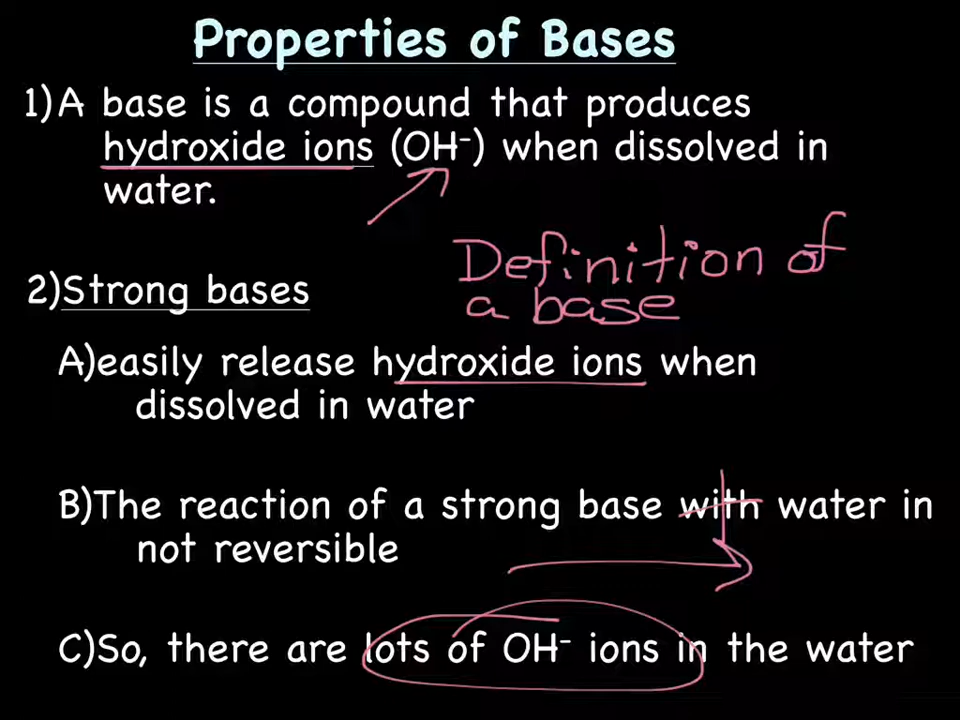 Properties of Bases
1)A base is a compound that produces
hydroxide ions (OH⁻) when dissolved in
water.
Definition of
a base
2)Strong bases
A)easily release hydroxide ions when
dissolved in water
B)The reaction of a strong base with water in
not reversible
C)So, there are lots of OH⁻ ions in the water